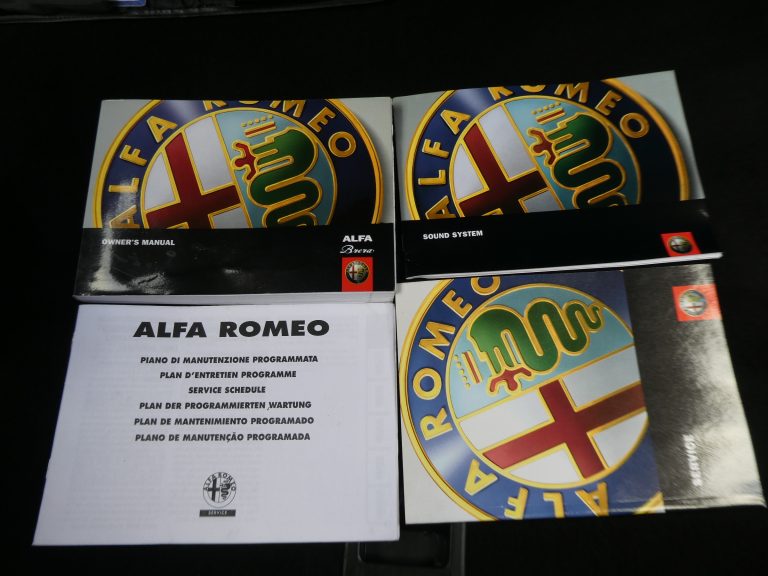 ALFA ROMEO
OWNER'S MANUAL
ALFA
Brera
ALFA ROMEO
SOUND SYSTEM
ALFA ROMEO
PIANO DI MANUTENZIONE PROGRAMMATA
PLAN D'ENTRETIEN PROGRAMME
SERVICE SCHEDULE
PLAN DER PROGRAMMIERTEN WARTUNG
PLAN DE MANTENIMIENTO PROGRAMADO
PLANO DE MANUTENÇÃO PROGRAMADA
ALFA ROMEO
SERVICE
ALFA ROMEO
SERVICE